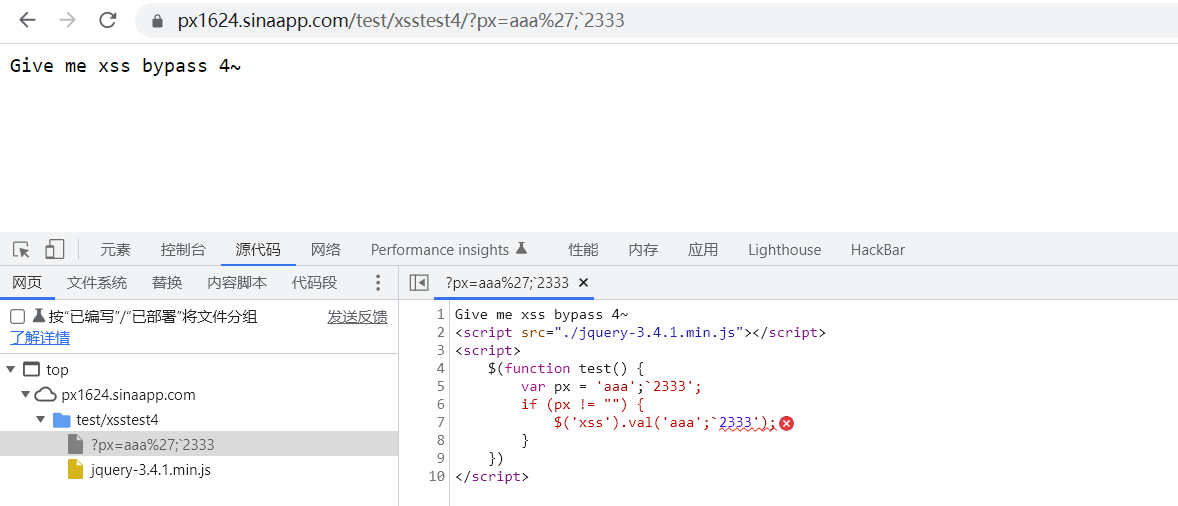 px1624.sinaapp.com/test/xsstest4/?px=aaa%27;`2333
Give me xss bypass 4~
元素 控制台 源代码 网络 Performance insights 性能 内存 应用 Lighthouse HackBar
网页 文件系统 替换 内容脚本 代码段
?px=aaa%27;`2333 ×
按“已编写”/“已部署”将文件分组 发送反馈
了解详情
top
px1624.sinaapp.com
test/xsstest4
?px=aaa%27;`2333
jquery-3.4.1.min.js
1 Give me xss bypass 4~
2 <script src="./jquery-3.4.1.min.js"></script>
3 <script>
4     $(function test() {
5         var px = 'aaa';`2333';
6         if (px != "") {
7             $('xss').val('aaa';`2333');
8         }
9     })
10 </script>